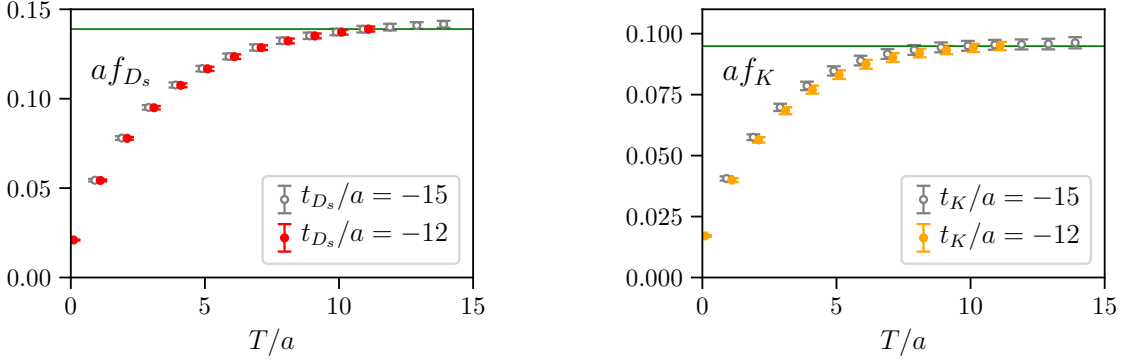 0.15
0.10
0.05
0.00
af_{D_s}
t_{D_s}/a = −15
t_{D_s}/a = −12
0 5 10 15
T/a
0.100
0.075
0.050
0.025
0.000
af_K
t_K/a = −15
t_K/a = −12
0 5 10 15
T/a